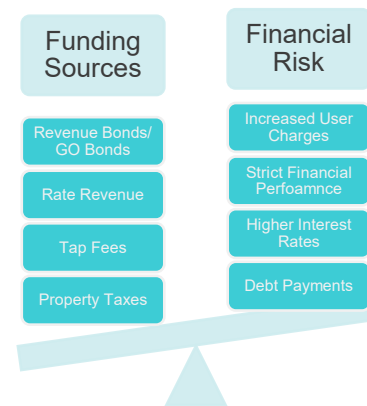 Funding
Sources
Revenue Bonds/
GO Bonds
Rate Revenue
Tap Fees
Property Taxes
Financial
Risk
Increased User
Charges
Strict Financial
Perfoamnce
Higher Interest
Rates
Debt Payments